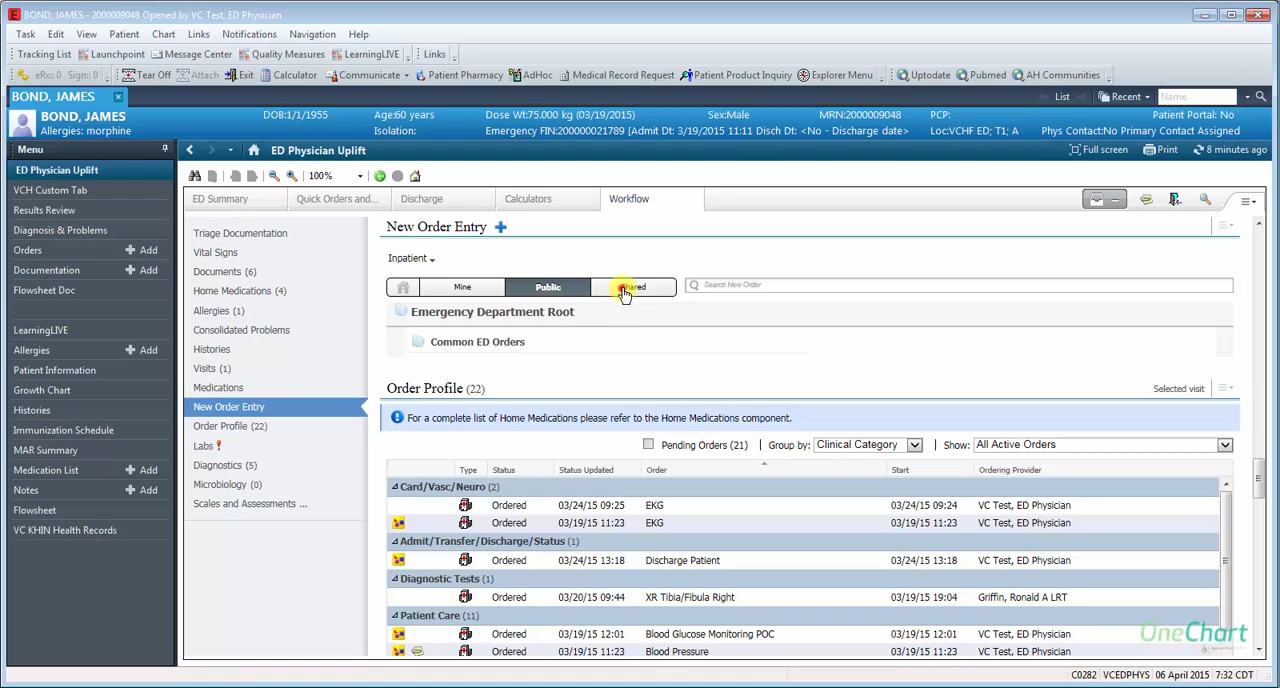 BOND, JAMES - 2000009048 Opened by VC Test, ED Physician
Task Edit View Patient Chart Links Notifications Navigation Help
Tracking List Launchpoint Message Center Quality Measures LearningLIVE Links
eRx: 0 Sign: 0 Tear Off Attach Exit Calculator Communicate Patient Pharmacy AdHoc Medical Record Request Patient Product Inquiry Explorer Menu Uptodate Pubmed AH Communities
BOND, JAMES List Recent Name
BOND, JAMES DOB:1/1/1955 Age:60 years Dose Wt:75.000 kg (03/19/2015) Sex:Male MRN:2000009048 PCP: Patient Portal: No
Allergies: morphine Isolation: Emergency FIN:200000021789 [Admit Dt: 3/19/2015 11:11 Disch Dt: <No - Discharge date> Loc:VCHF ED; T1; A Phys Contact:No Primary Contact Assigned
Menu ED Physician Uplift Full screen Print 8 minutes ago
ED Physician Uplift
VCH Custom Tab
Results Review
Diagnosis & Problems
Orders Add
Documentation Add
Flowsheet Doc
LearningLIVE
Allergies Add
Patient Information
Growth Chart
Histories
Immunization Schedule
MAR Summary
Medication List Add
Notes Add
Flowsheet
VC KHIN Health Records
100%
ED Summary Quick Orders and... Discharge Calculators Workflow
Triage Documentation
Vital Signs
Documents (6)
Home Medications (4)
Allergies (1)
Consolidated Problems
Histories
Visits (1)
Medications
New Order Entry
Order Profile (22)
Labs
Diagnostics (5)
Microbiology (0)
Scales and Assessments ...
New Order Entry
Inpatient
Mine Public Shared Search New Order
Emergency Department Root
Common ED Orders
Order Profile (22) Selected visit
For a complete list of Home Medications please refer to the Home Medications component.
Pending Orders (21) | Group by: Clinical Category | Show: All Active Orders
Type Status Status Updated Order Start Ordering Provider
Card/Vasc/Neuro (2)
Ordered 03/24/15 09:25 EKG 03/24/15 09:24 VC Test, ED Physician
Ordered 03/19/15 11:23 EKG 03/19/15 11:23 VC Test, ED Physician
Admit/Transfer/Discharge/Status (1)
Ordered 03/24/15 13:18 Discharge Patient 03/24/15 13:18 VC Test, ED Physician
Diagnostic Tests (1)
Ordered 03/20/15 09:44 XR Tibia/Fibula Right 03/19/15 19:04 Griffin, Ronald A LRT
Patient Care (11)
Ordered 03/19/15 12:01 Blood Glucose Monitoring POC 03/19/15 12:01 VC Test, ED Physician
Ordered 03/19/15 11:23 Blood Pressure 03/19/15 11:23 VC Test, ED Physician
OneChart
C0282 VCEDPHYS 06 April 2015 7:32 CDT